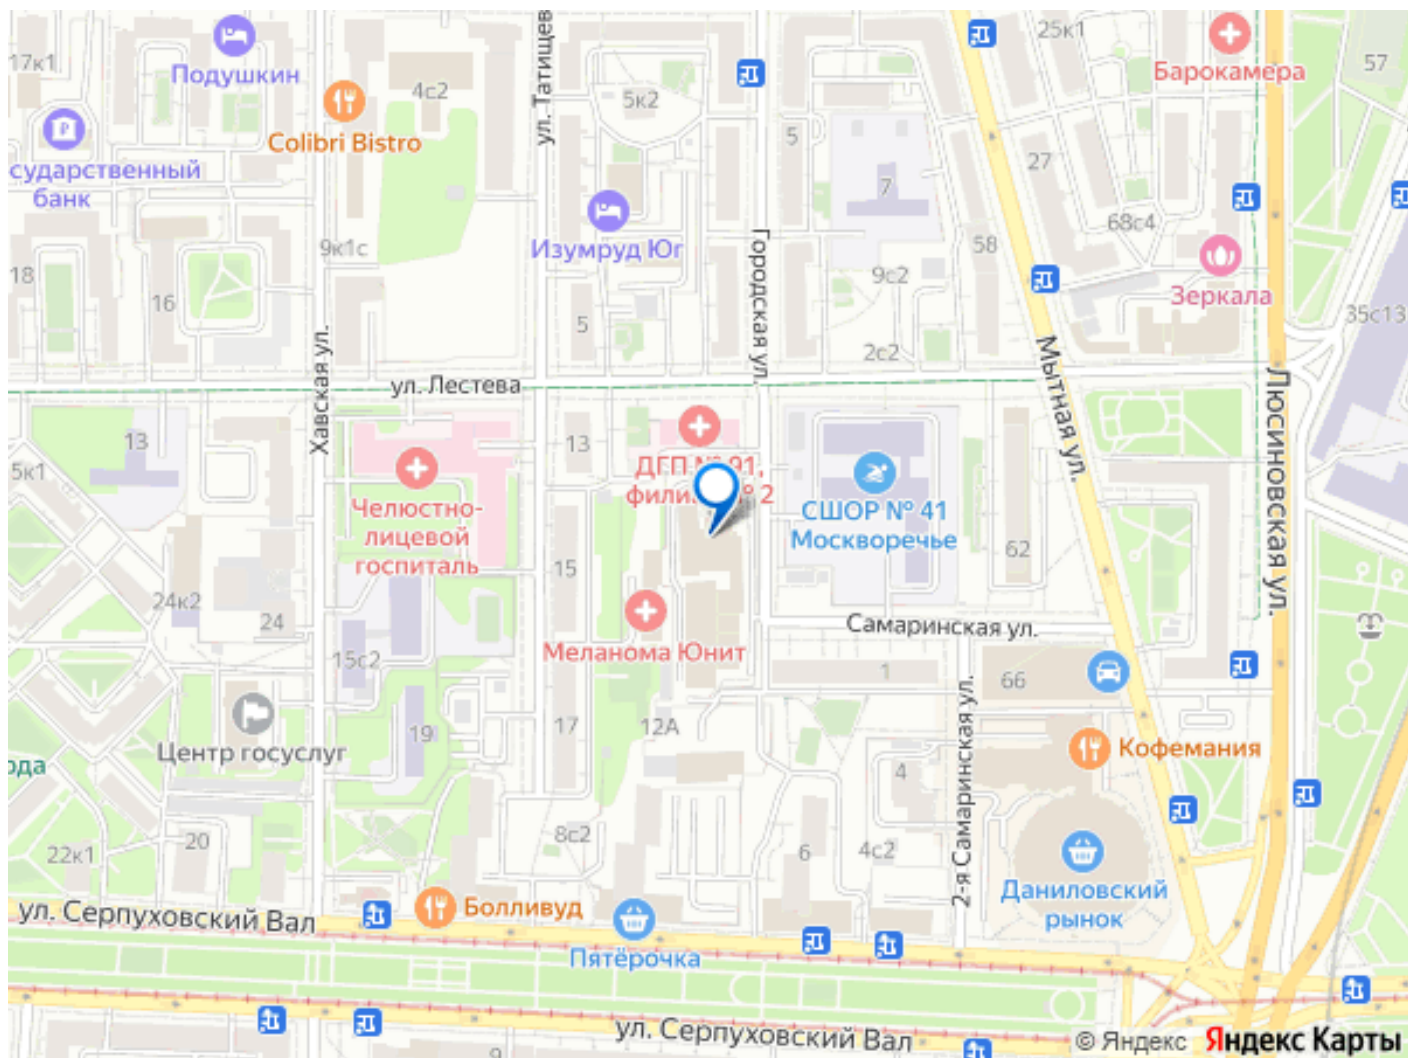 Подушкин
17к1
Colibri Bistro
4с2
ул. Татищев
5к2
5
25к1
Барокамера
57
сударственный
банк
7
27
Изумруд Юг
68с4
58
9к1с
9с2
Зеркала
18
16
Городская ул.
35с13
5
2с2
Хавская ул.
Мытная ул.
ул. Лестева
Люсиновская ул.
13
13
62
5к1
ДГП № 91,
2
Челюстно-
лицевой
госпиталь
СШОР № 41
Москворечье
15
62
24к2
24
Самаринская ул.
Меланома Юнит
15с2
1
66
2-я Самаринская ул.
17
12А
19
Центр госуслуг
Кофемания
ода
4
8с2
20
22к1
6
4с2
Даниловский
рынок
ул. Серпуховский Вал
Болливуд
Пятёрочка
ул. Серпуховский Вал
9
© Яндекс Яндекс Карты